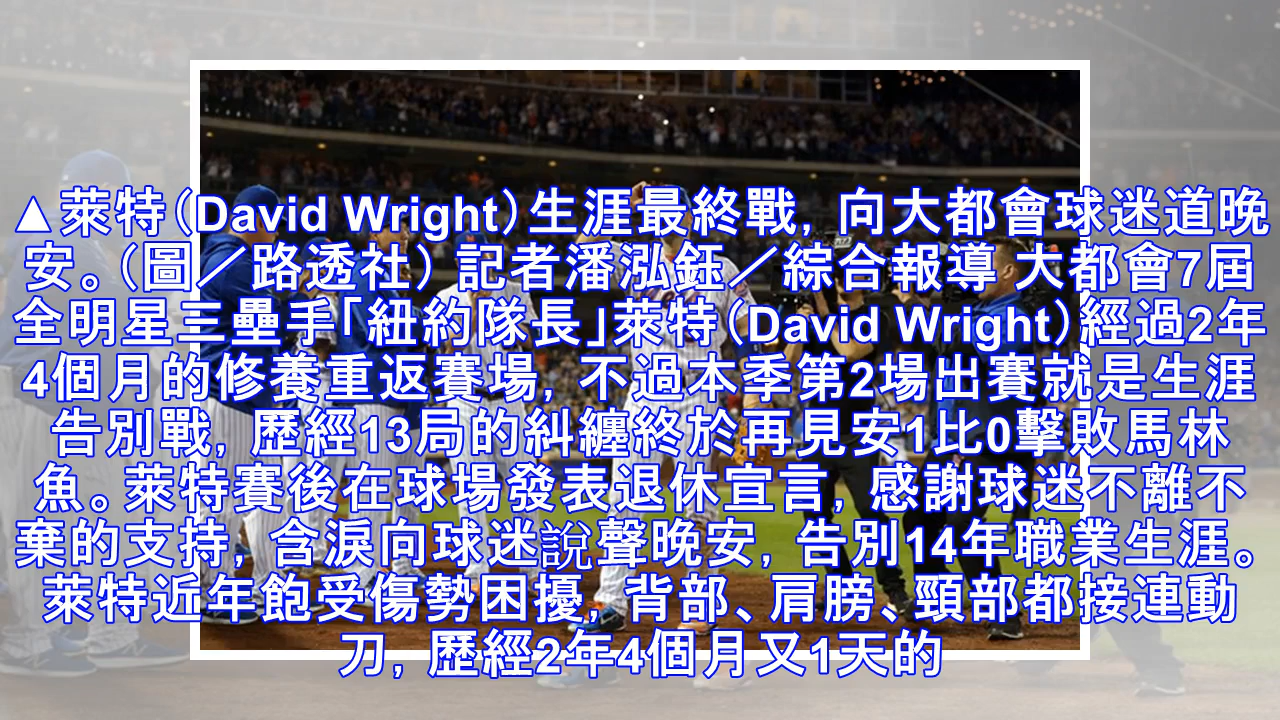 ▲萊特(David Wright)生涯最終戰, 向大都會球迷道晚
安。(圖／路透社) 記者潘泓鈺／綜合報導 大都會7屆
全明星三壘手「紐約隊長」萊特(David Wright)經過2年
4個月的修養重返賽場, 不過本季第2場出賽就是生涯
告別戰, 歷經13局的糾纏終於再見安1比0擊敗馬林
魚。萊特賽後在球場發表退休宣言, 感謝球迷不離不
棄的支持, 含淚向球迷說聲晚安, 告別14年職業生涯。
萊特近年飽受傷勢困擾, 背部、肩膀、頸部都接連動
刀, 歷經2年4個月又1天的